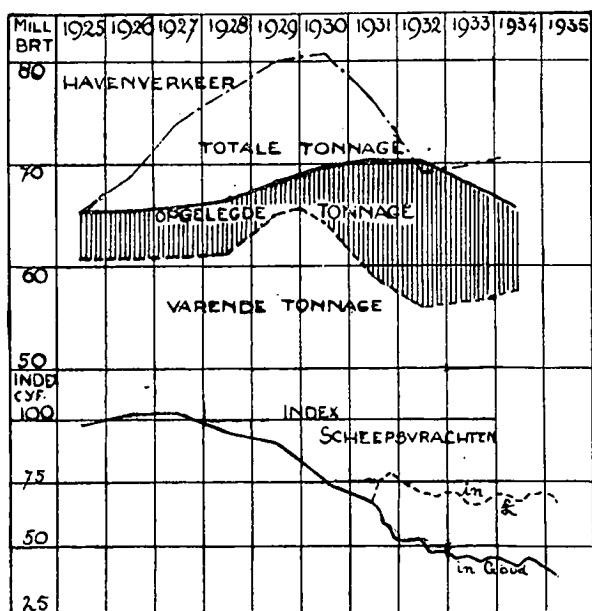 MILL BRT 1925 1926 1927 1928 1929 1930 1931 1932 1933 1934 1935
80
HAVENVERKEER
TOTALE TONNAGE
70
OPGELEGDE TONNAGE
60
VARENDE TONNAGE
50
INDEX CYF.
100
INDEX
SCHEEPSVRACHTEN
75
in £
50
in Goud
25